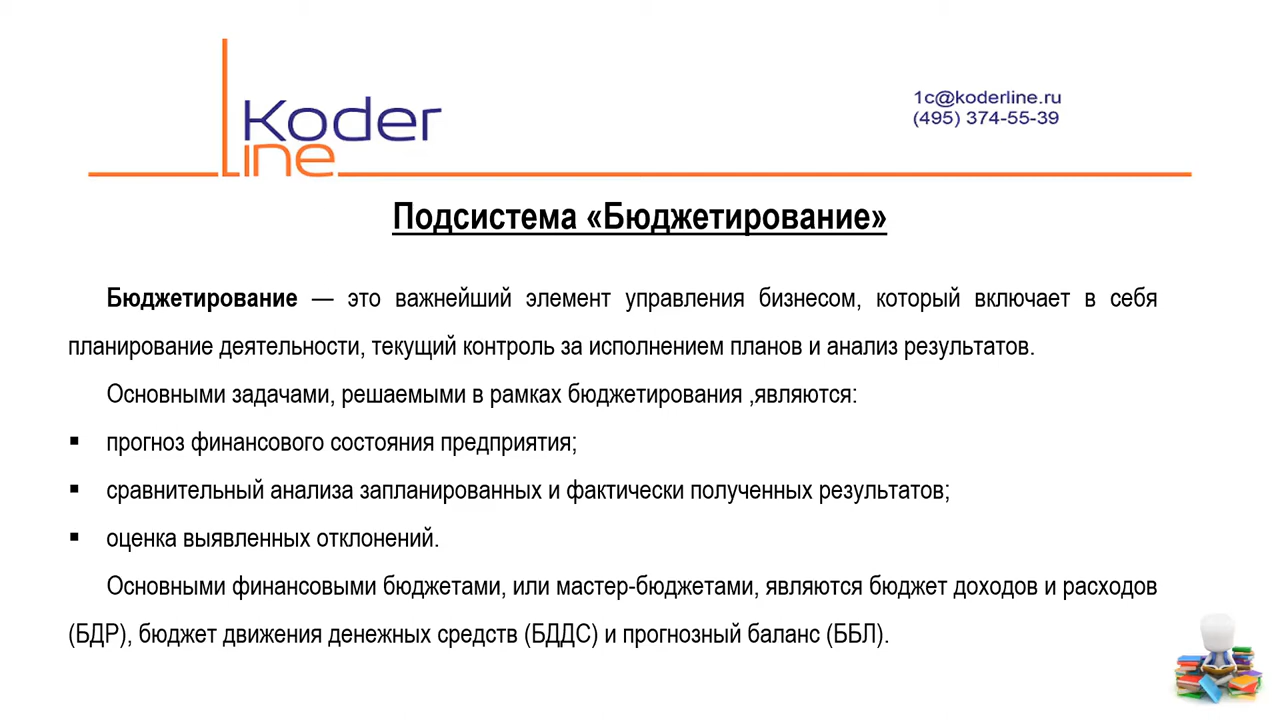 Koder
Line
1c@koderline.ru
(495) 374-55-39
Подсистема «Бюджетирование»
Бюджетирование — это важнейший элемент управления бизнесом, который включает в себя
планирование деятельности, текущий контроль за исполнением планов и анализ результатов.
Основными задачами, решаемыми в рамках бюджетирования ,являются:
▪ прогноз финансового состояния предприятия;
▪ сравнительный анализа запланированных и фактически полученных результатов;
▪ оценка выявленных отклонений.
Основными финансовыми бюджетами, или мастер-бюджетами, являются бюджет доходов и расходов
(БДР), бюджет движения денежных средств (БДДС) и прогнозный баланс (ББЛ).